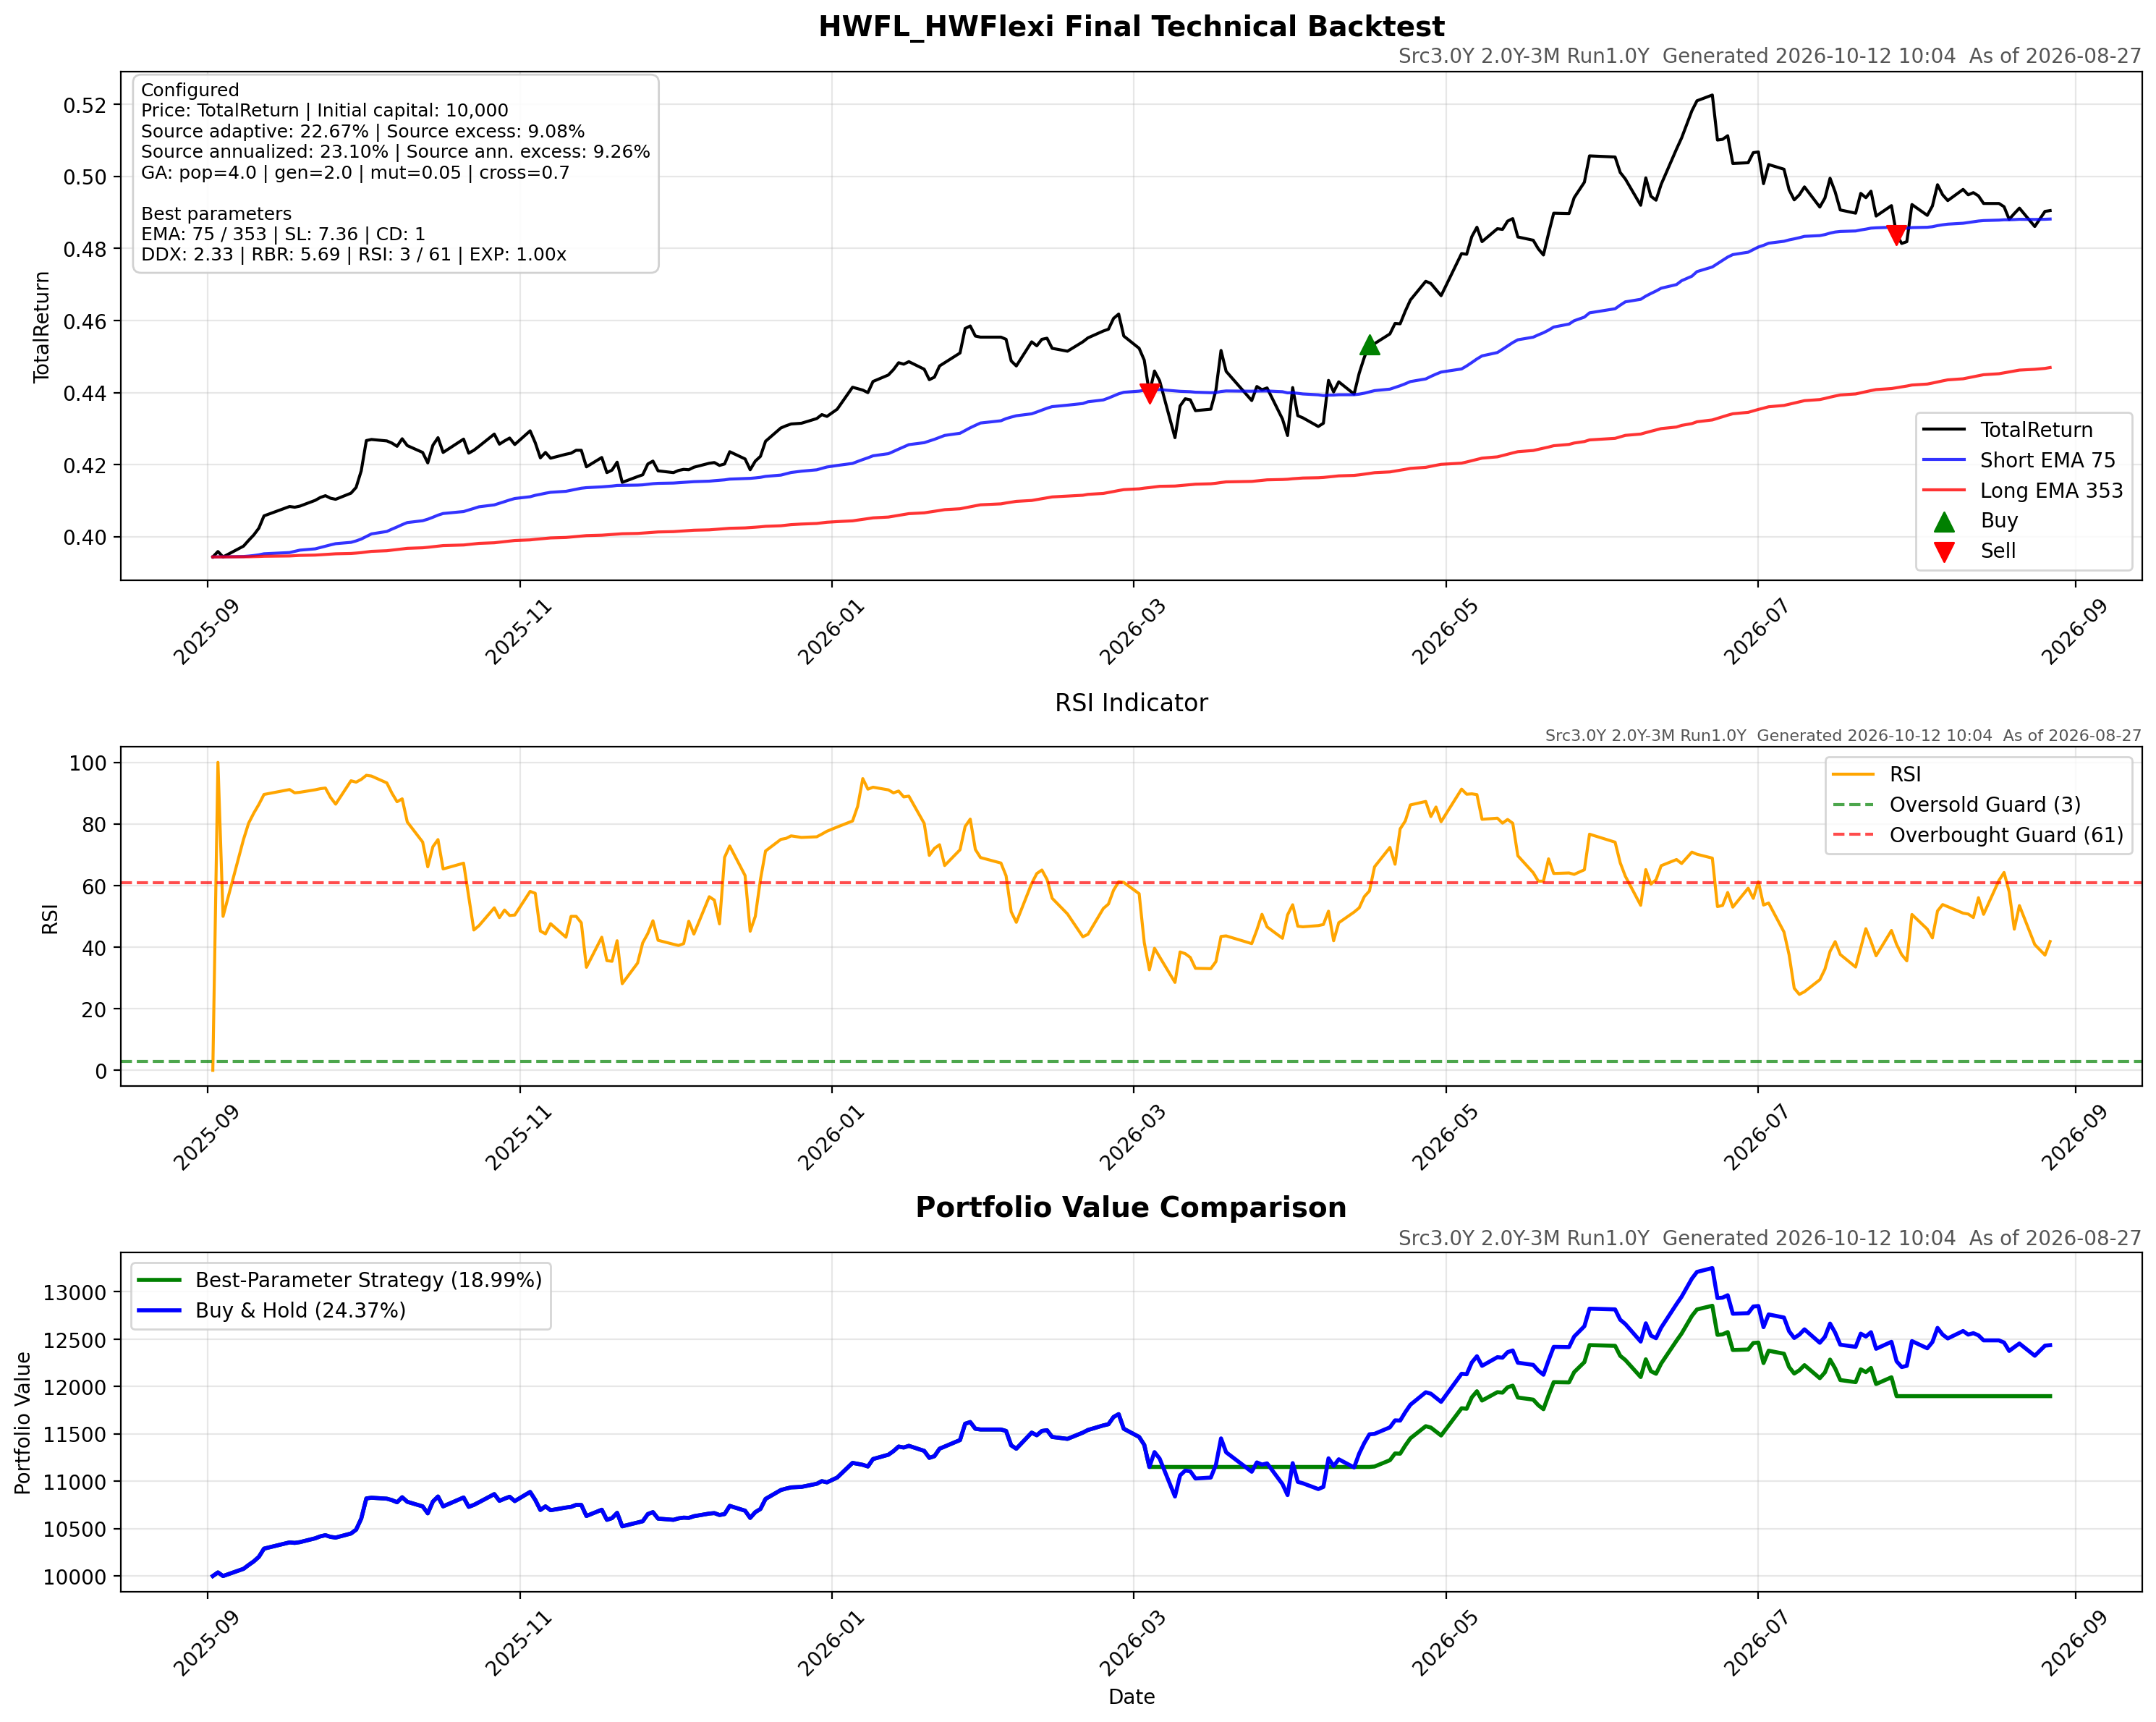 HWFL_HWFlexi Final Technical Backtest
Src3.0Y 2.0Y-3M Run1.0Y  Generated 2026-10-12 10:04  As of 2026-08-27
Configured
Price: TotalReturn | Initial capital: 10,000
Source adaptive: 22.67% | Source excess: 9.08%
Source annualized: 23.10% | Source ann. excess: 9.26%
GA: pop=4.0 | gen=2.0 | mut=0.05 | cross=0.7
Best parameters
EMA: 75 / 353 | SL: 7.36 | CD: 1
DDX: 2.33 | RBR: 5.69 | RSI: 3 / 61 | EXP: 1.00x
TotalReturn
0.52
0.50
0.48
0.46
0.44
0.42
0.40
TotalReturn
Short EMA 75
Long EMA 353
Buy
Sell
2025-09
2025-11
2026-01
2026-03
2026-05
2026-07
2026-09
RSI Indicator
Src3.0Y 2.0Y-3M Run1.0Y  Generated 2026-10-12 10:04  As of 2026-08-27
RSI
100
80
60
40
20
0
RSI
Oversold Guard (3)
Overbought Guard (61)
2025-09
2025-11
2026-01
2026-03
2026-05
2026-07
2026-09
Portfolio Value Comparison
Src3.0Y 2.0Y-3M Run1.0Y  Generated 2026-10-12 10:04  As of 2026-08-27
Best-Parameter Strategy (18.99%)
Buy & Hold (24.37%)
Portfolio Value
13000
12500
12000
11500
11000
10500
10000
2025-09
2025-11
2026-01
2026-03
2026-05
2026-07
2026-09
Date